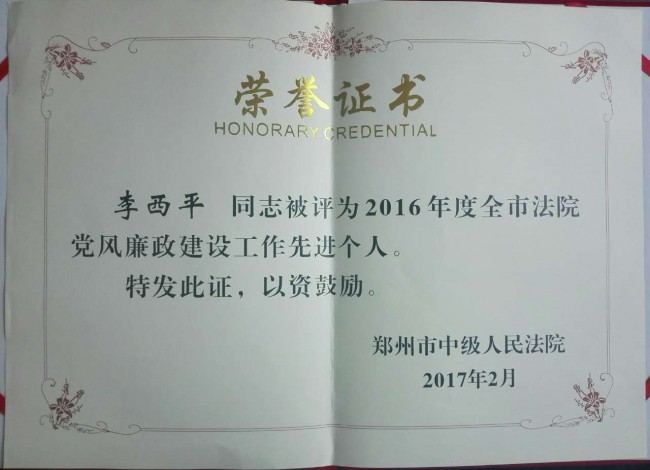 荣誉证书
HONORARY CREDENTIAL
李西平 同志被评为2016年度全市法院
党风廉政建设工作先进个人。
特发此证，以资鼓励。
郑州市中级人民法院
2017年2月